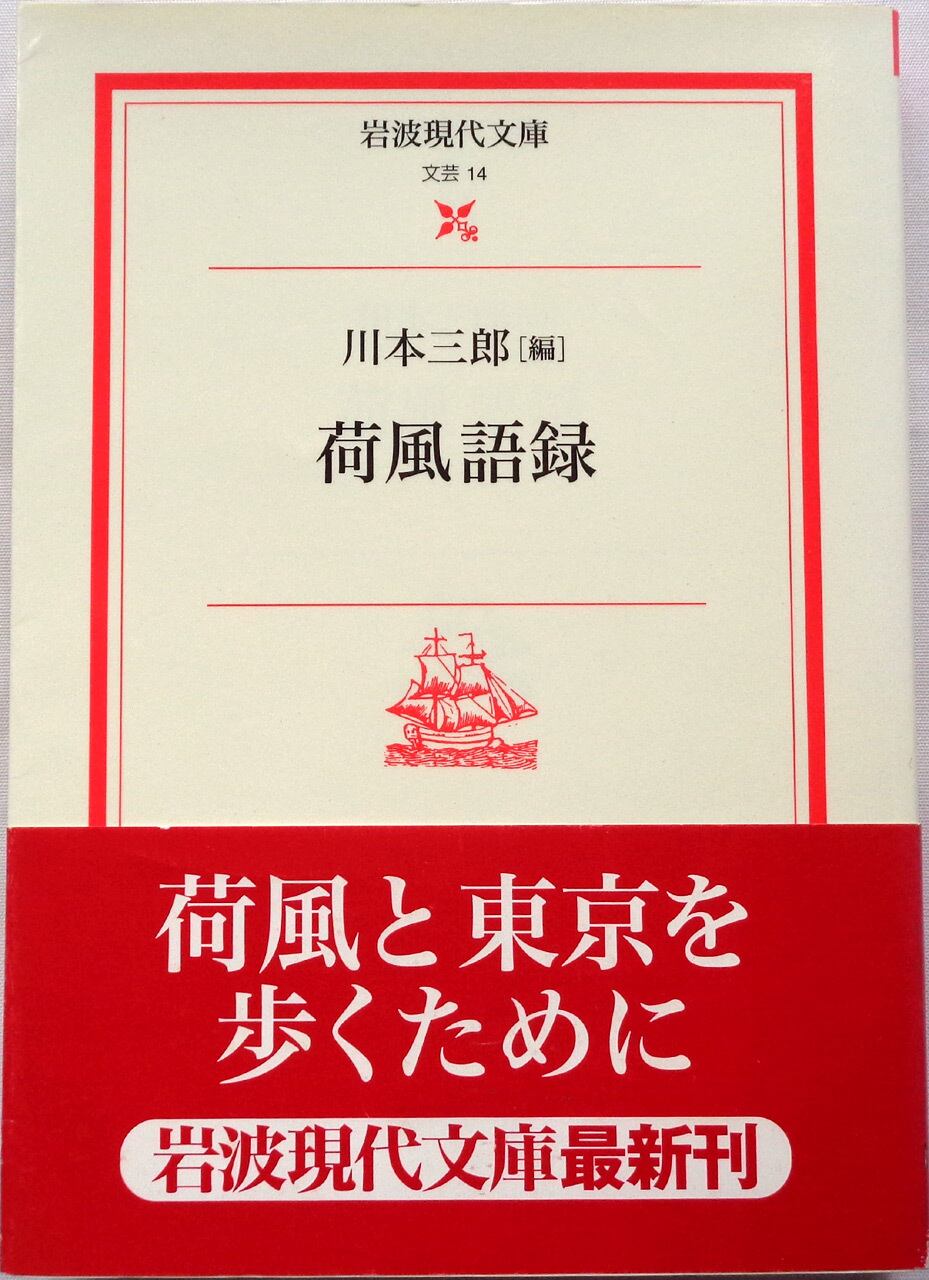 岩波現代文庫
文芸 14
川本三郎[編]
荷風語録
荷風と東京を
歩くために
岩波現代文庫最新刊